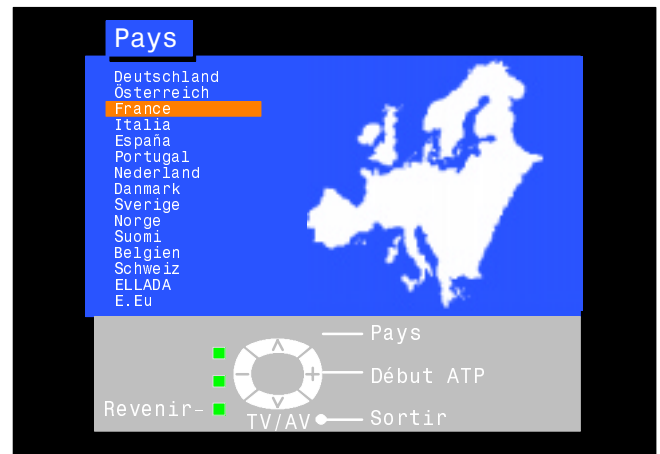 Pays
Deutschland
Österreich
France
Italia
España
Portugal
Nederland
Danmark
Sverige
Norge
Suomi
Belgien
Schweiz
ELLADA
E.Eu
Pays
Début ATP
Revenir-
TV/AV
Sortir